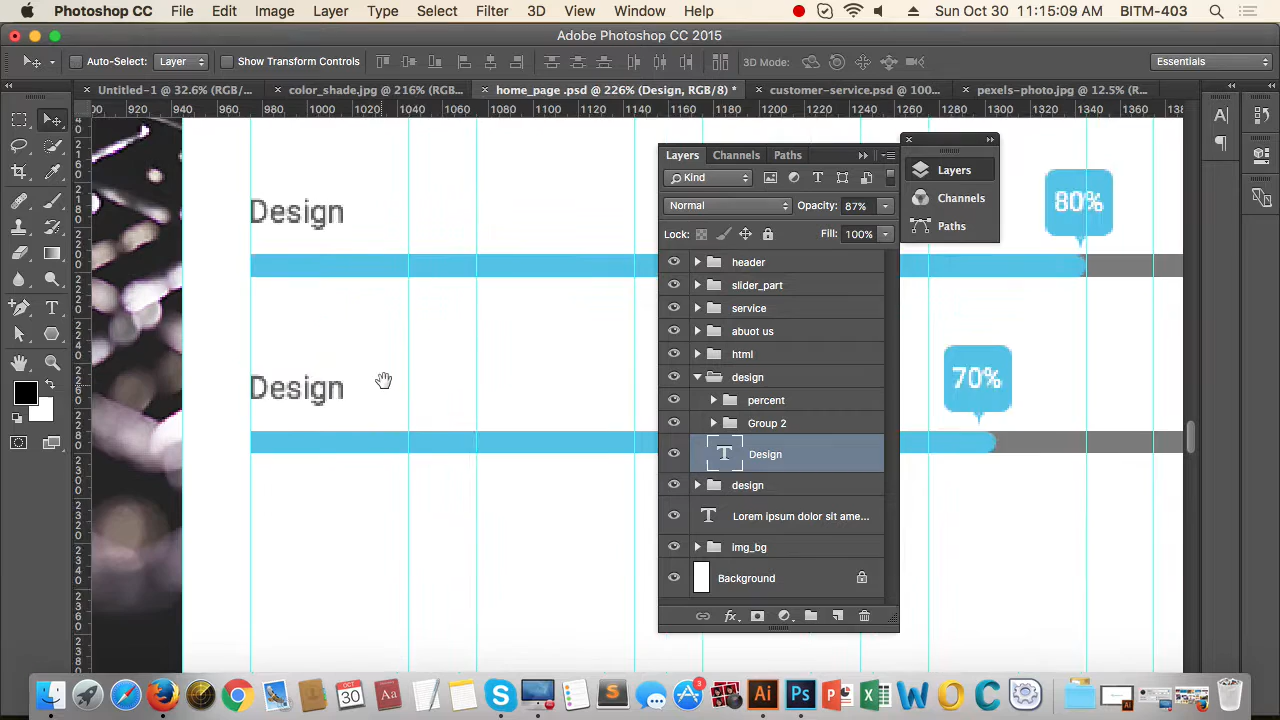 Photoshop CC File Edit Image Layer Type Select Filter 3D View Window Help Sun Oct 30 11:15:09 AM BITM-403
Adobe Photoshop CC 2015
Auto-Select: Layer Show Transform Controls 3D Mode: Essentials
Untitled-1 @ 32.6% (RGB/... color_shade.jpg @ 216% (RGB... home_page .psd @ 226% (Design, RGB/8) * customer-service.psd @ 100... pexels-photo.jpg @ 12.5% (R...
00 920 940 960 980 1000 1020 1040 1060 1080 1100 1120 1140 1160 1180 1200 1220 1240 1260 1280 1300 1320 1340 1360 138
Layers Channels Paths
Kind
Normal Opacity: 87%
Lock: Fill: 100%
header
slider_part
service
abuot us
html
design
percent
Group 2
Design
design
Lorem ipsum dolor sit ame...
img_bg
Background
Layers
Channels
Paths
Design
80%
Design
70%
3
OCT
30